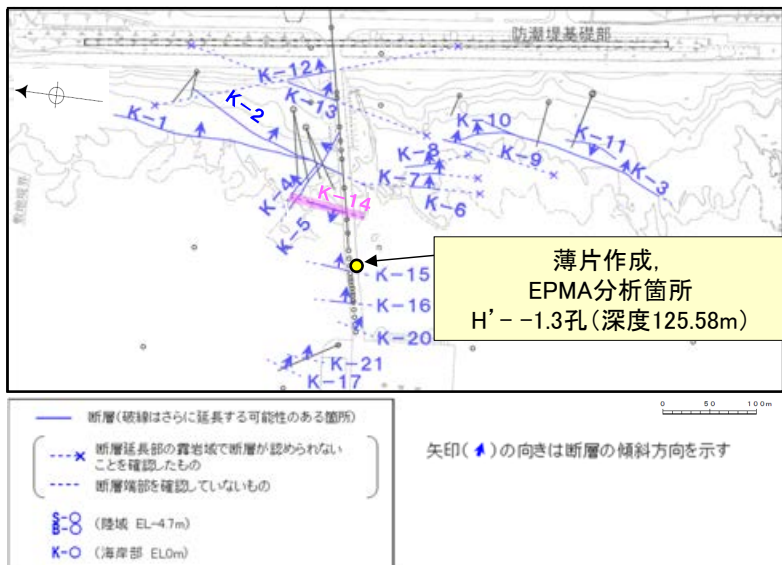 防潮堤基礎部
K-12
K-13
K-2
K-1
K-10
K-11
K-8
K-9
K-7
K-3
K-4
K-6
K-14
K-5
敷地境界
K-15
K-16
K-20
K-21
K-17
薄片作成,
EPMA分析箇所
H'- -1.3孔(深度125.58m)
0 50 100m
断層(破線はさらに延長する可能性のある箇所)
断層延長部の露岩域で断層が認められない
ことを確認したもの
断層端部を確認していないもの
S-○
B-○
(陸域 EL-4.7m)
K-○ (海岸部 EL0m)
矢印( )の向きは断層の傾斜方向を示す